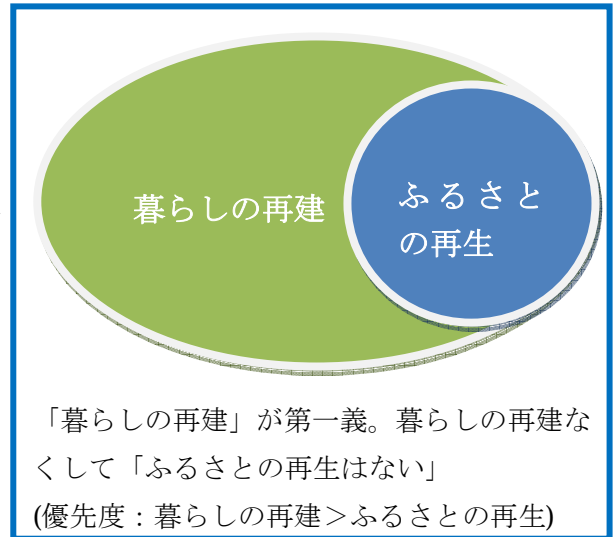 暮らしの再建
ふるさと
の再生
「暮らしの再建」が第一義。暮らしの再建な
くして「ふるさとの再生はない」
(優先度：暮らしの再建＞ふるさとの再生)